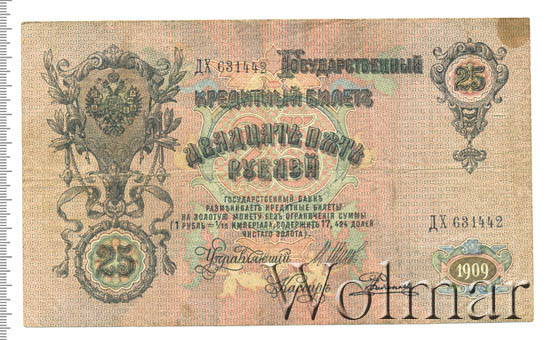 ДХ 631442 ГОСУДАРСТВЕННЫЙ
КРЕДИТНЫЙ БИЛЕТЪ
ДВАДЦАТЬ ПЯТЬ
РУБЛЕЙ
25
ГОСУДАРСТВЕННЫЙ БАНКЪ
РАЗМѢНИВАЕТЪ КРЕДИТНЫЕ БИЛЕТЫ
НА ЗОЛОТУЮ МОНЕТУ БЕЗЪ ОГРАНИЧЕНІЯ СУММЫ
(1 РУБЛЬ = 1/15 ИМПЕРІАЛА, СОДЕРЖИТЪ 17,424 ДОЛЕЙ
ЧИСТАГО ЗОЛОТА).
ДХ 631442
25
Управляющій
Кассиръ
1909
Wolmar